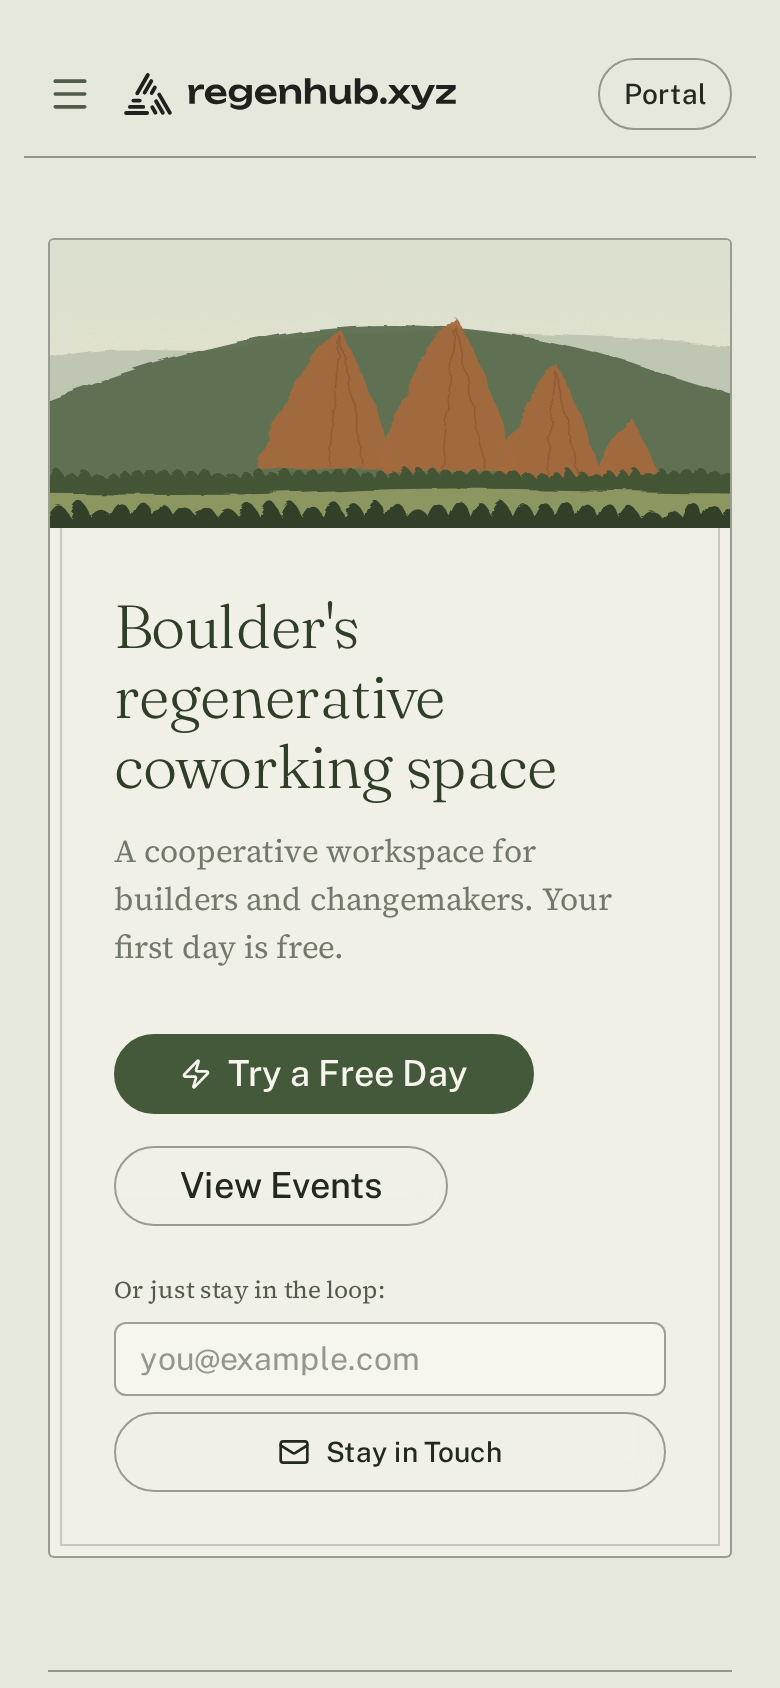 regenhub.xyz
Portal
Boulder's
regenerative
coworking space
A cooperative workspace for
builders and changemakers. Your
first day is free.
Try a Free Day
View Events
Or just stay in the loop:
you@example.com
Stay in Touch